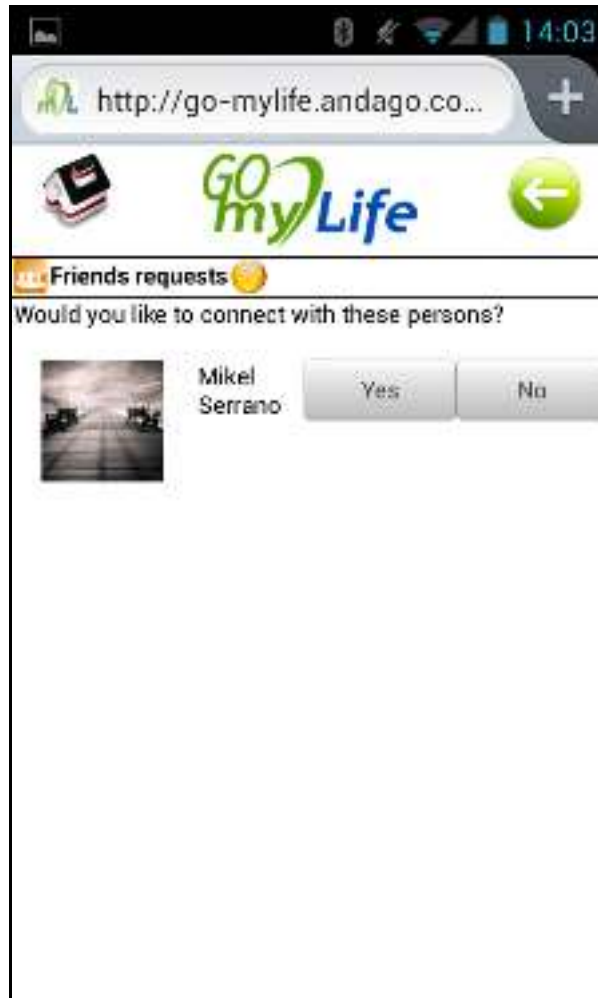 14:03
http://go-mylife.andago.co...
GO
my Life
Friends requests
Would you like to connect with these persons?
Mikel
Serrano
Yes
No